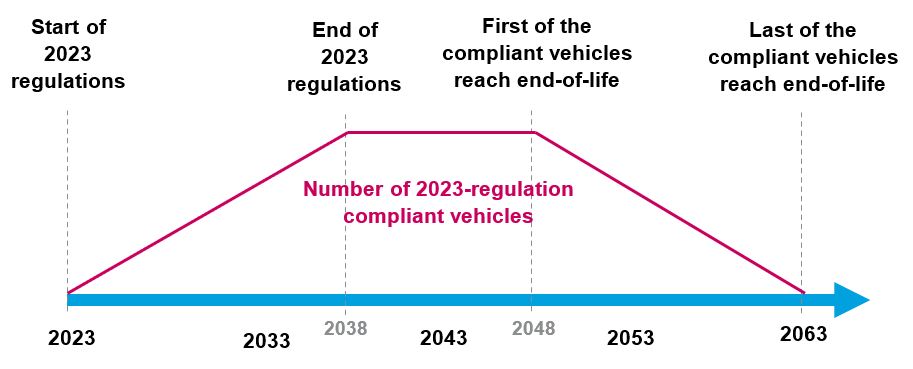 Start of
2023
regulations
End of
2023
regulations
First of the
compliant vehicles
reach end-of-life
Last of the
compliant vehicles
reach end-of-life
Number of 2023-regulation
compliant vehicles
2023
2033
2038
2043
2048
2053
2063